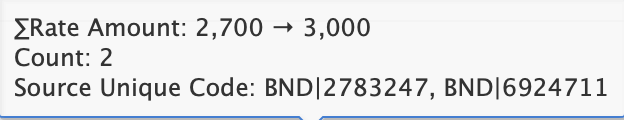 ∑Rate Amount: 2,700 → 3,000
Count: 2
Source Unique Code: BND|2783247, BND|6924711